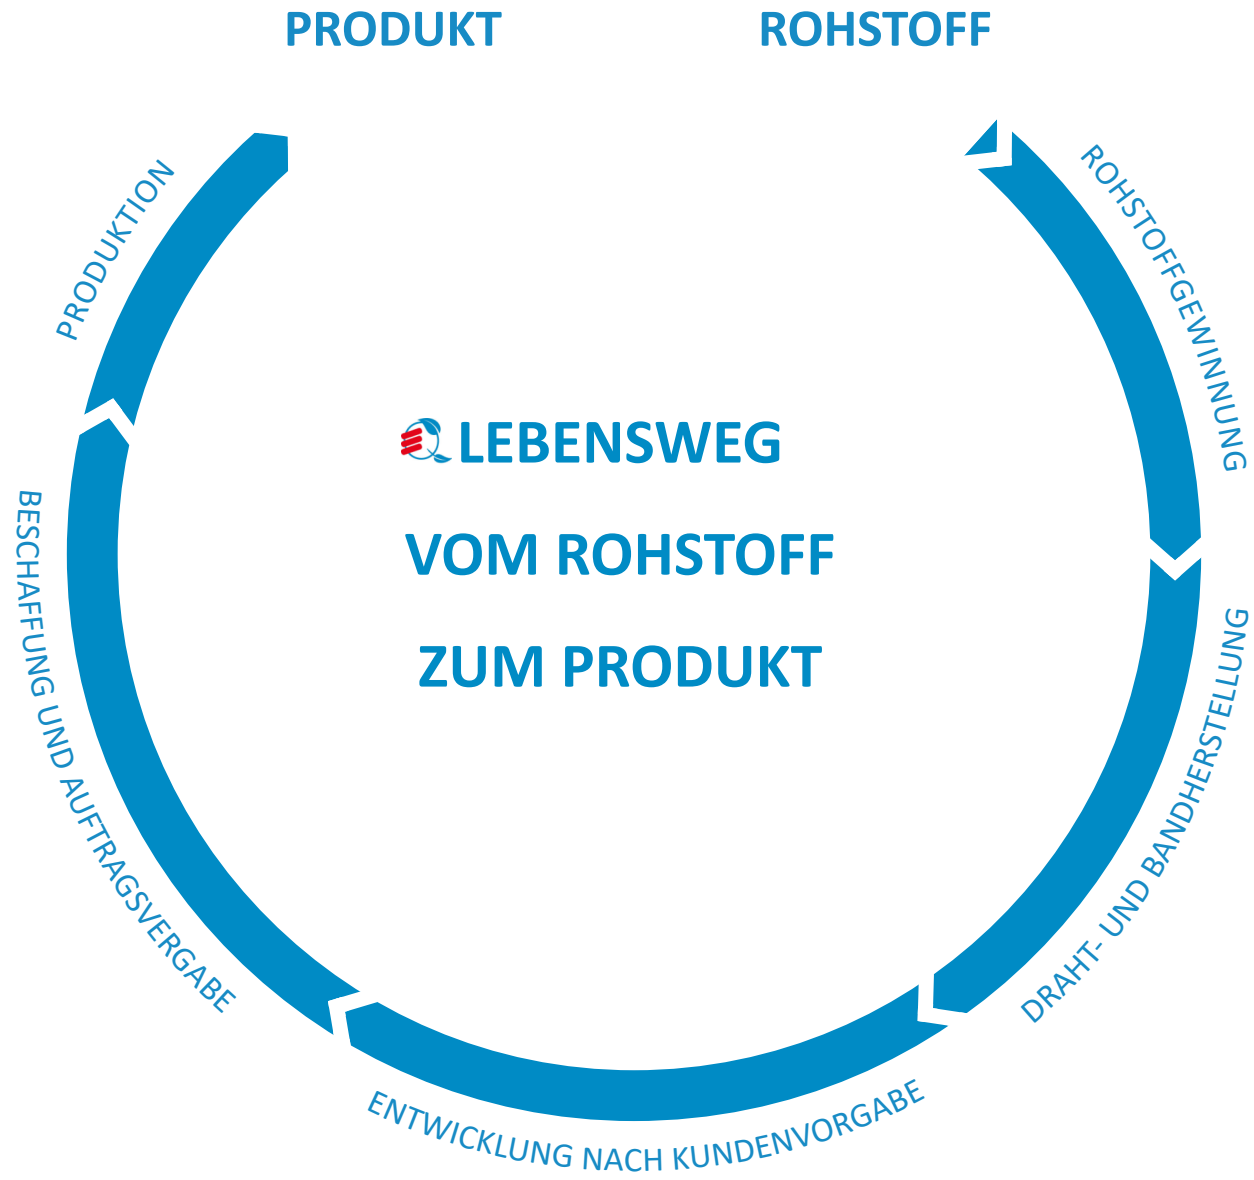 PRODUKT
ROHSTOFF
ROHSTOFFGEWINNUNG
DRAHT- UND BANDHERSTELLUNG
ENTWICKLUNG NACH KUNDENVORGABE
BESCHAFFUNG UND AUFTRAGSVERGABE
PRODUKTION
LEBENSWEG
VOM ROHSTOFF
ZUM PRODUKT